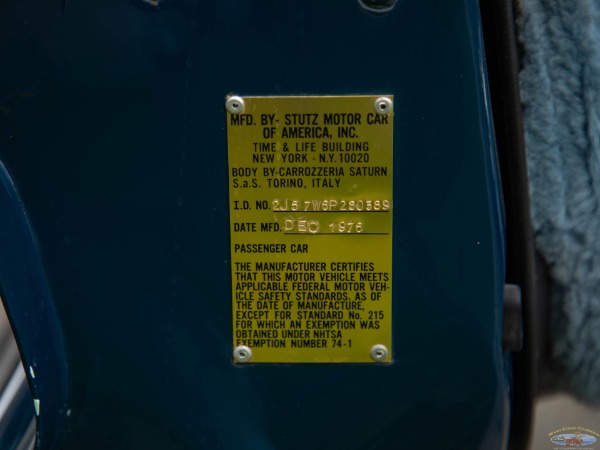 MFD. BY- STUTZ MOTOR CAR
OF AMERICA, INC.
TIME & LIFE BUILDING
NEW YORK - N.Y. 10020
BODY BY-CARROZZERIA SATURN
S.a.S. TORINO, ITALY
I.D. NO. 2J57W6P280389
DATE MFD. DEC 1976
PASSENGER CAR
THE MANUFACTURER CERTIFIES
THAT THIS MOTOR VEHICLE MEETS
APPLICABLE FEDERAL MOTOR VEH-
ICLE SAFETY STANDARDS, AS OF
THE DATE OF MANUFACTURE,
EXCEPT FOR STANDARD No. 215
FOR WHICH AN EXEMPTION WAS
OBTAINED UNDER NHTSA
EXEMPTION NUMBER 74-1